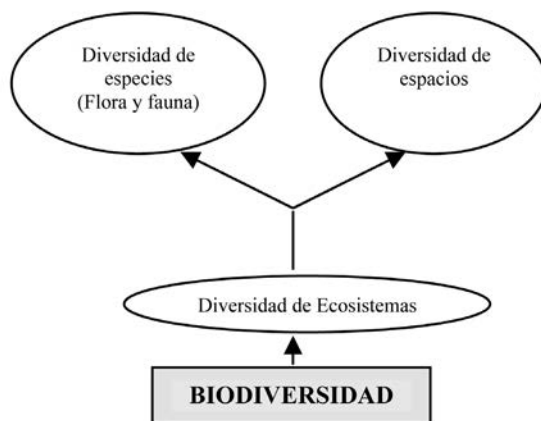 Diversidad de
especies
(Flora y fauna)
Diversidad de
espacios
Diversidad de Ecosistemas
BIODIVERSIDAD